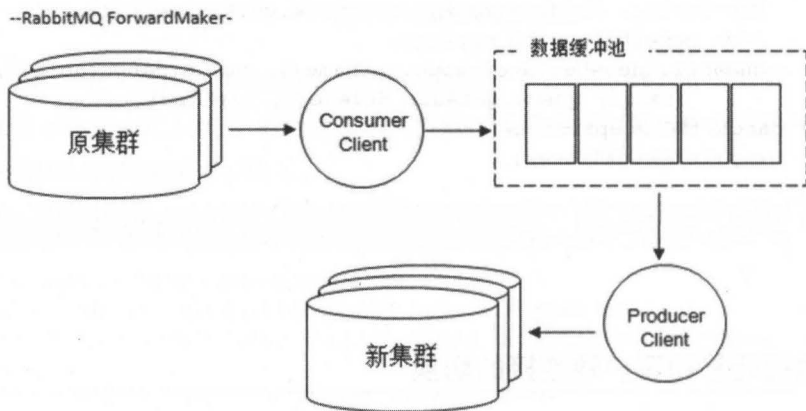 --RabbitMQ ForwardMaker-
数据缓冲池
原集群
Consumer
Client
Producer
Client
新集群